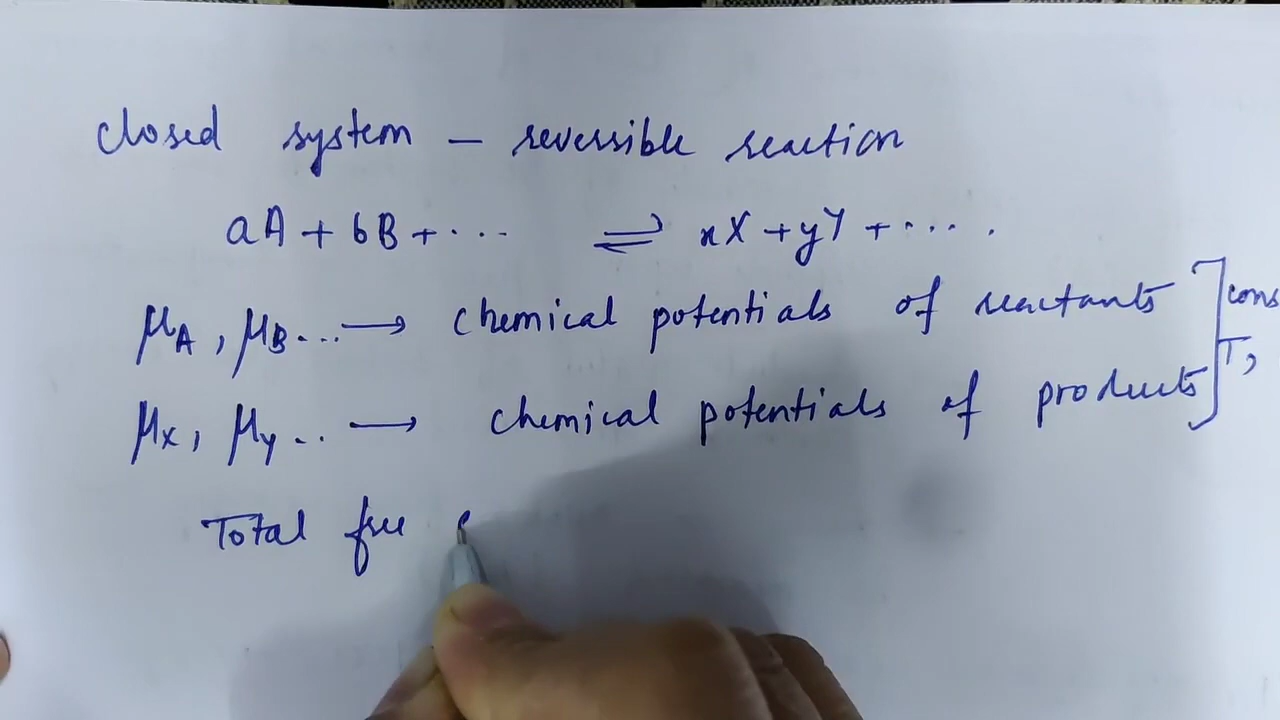 closed system — reversible reaction
aA + bB + ... ⇌ xX + yY + .... .
μA, μB... → chemical potentials of reactants
μX, μY... → chemical potentials of products
T,
Total free